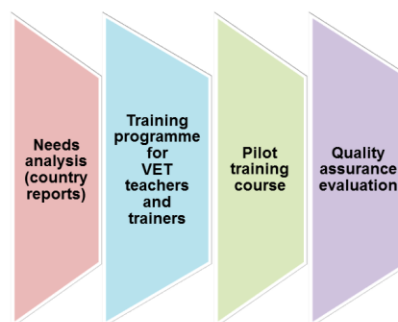 Needs
analysis
(country
reports)
Training
programme
for
VET
teachers
and
trainers
Pilot
training
course
Quality
assurance
evaluation